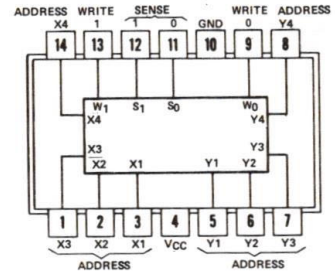 ADDRESS WRITE SENSE WRITE ADDRESS
X4 1 1 0 GND 0 Y4
14 13 12 11 10 9 8
W1 S1 S0 W0
X4 Y4
X3 Y3
X2 X1 Y1 Y2
1 2 3 4 5 6 7
X3 X2 X1 VCC Y1 Y2 Y3
ADDRESS ADDRESS